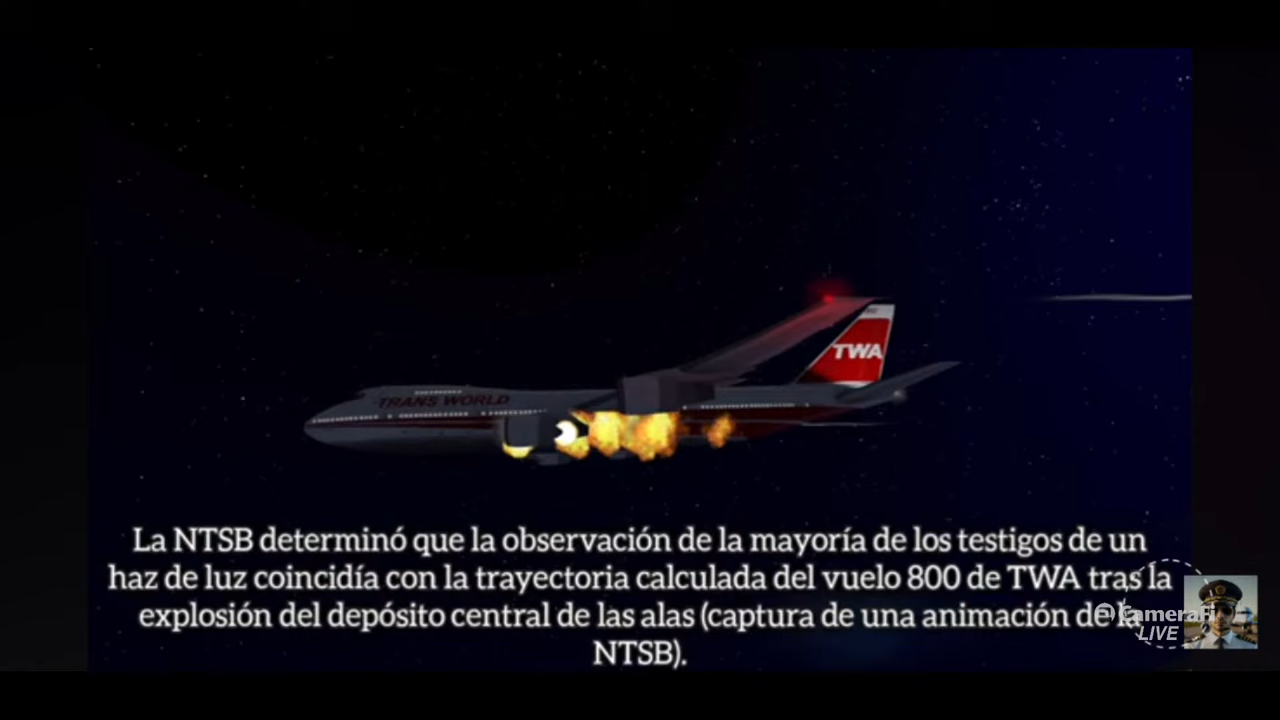 TWA
TRANS WORLD
La NTSB determinó que la observación de la mayoría de los testigos de un
haz de luz coincidía con la trayectoria calculada del vuelo 800 de TWA tras la
explosión del depósito central de las alas (captura de una animación de la
NTSB).
CameraFi
LIVE